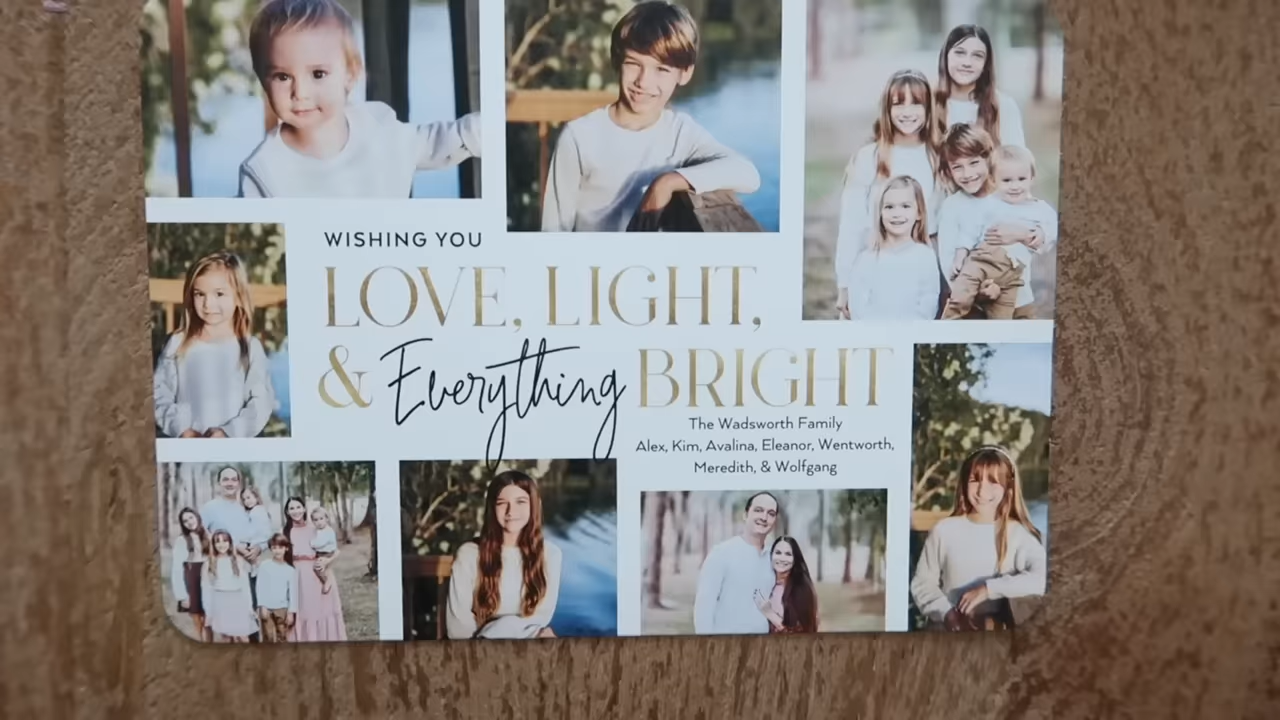 WISHING YOU
LOVE, LIGHT,
& Everything BRIGHT
The Wadsworth Family
Alex, Kim, Avalina, Eleanor, Wentworth,
Meredith, & Wolfgang